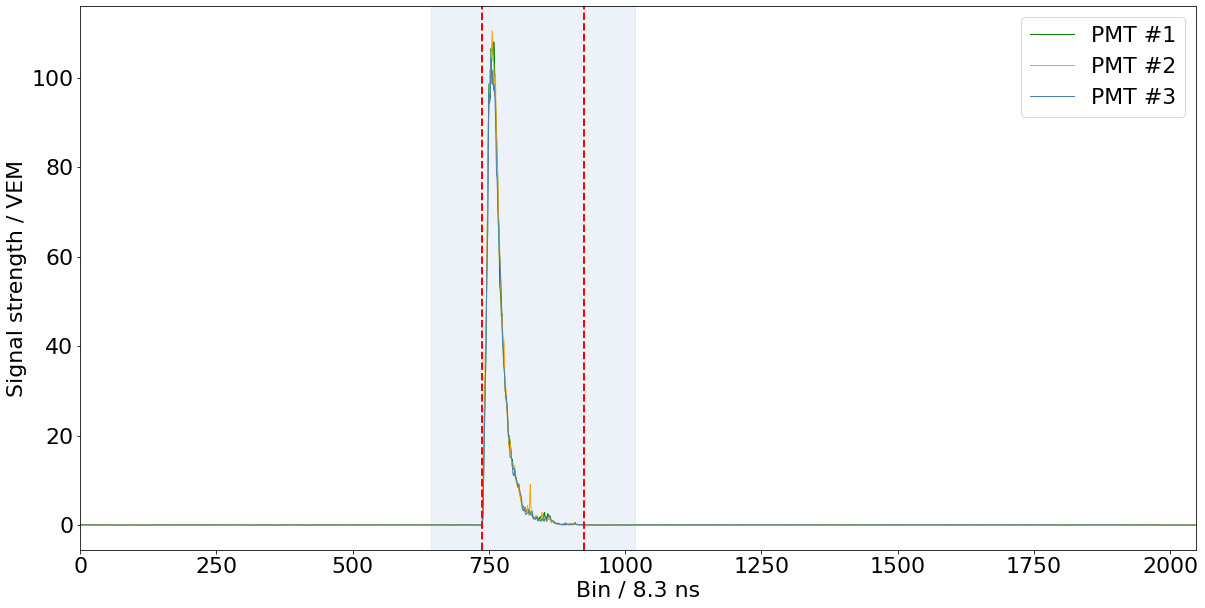 PMT #1
PMT #2
PMT #3
Signal strength / VEM
100
80
60
40
20
0
0 250 500 750 1000 1250 1500 1750 2000
Bin / 8.3 ns